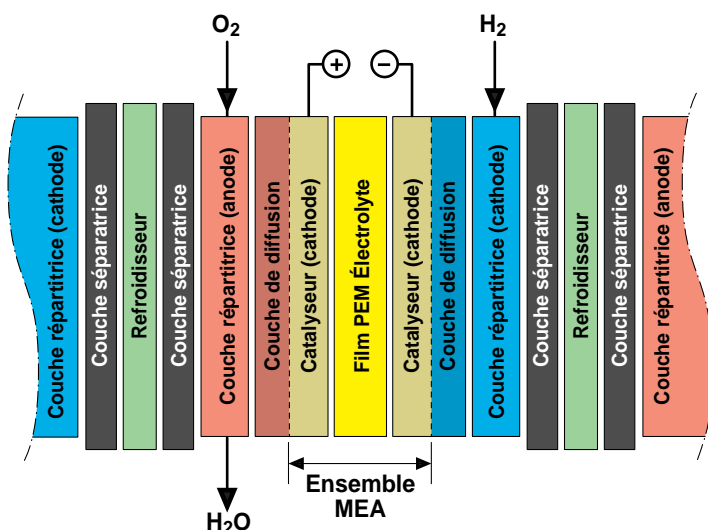 O₂
H₂
+
−
Couche répartitrice (cathode)
Couche séparatrice
Refroidisseur
Couche séparatrice
Couche répartitrice (anode)
Couche de diffusion
Catalyseur (cathode)
Film PEM Électrolyte
Catalyseur (cathode)
Couche de diffusion
Couche répartitrice (cathode)
Couche séparatrice
Refroidisseur
Couche séparatrice
Couche répartitrice (anode)
Ensemble
MEA
H₂O